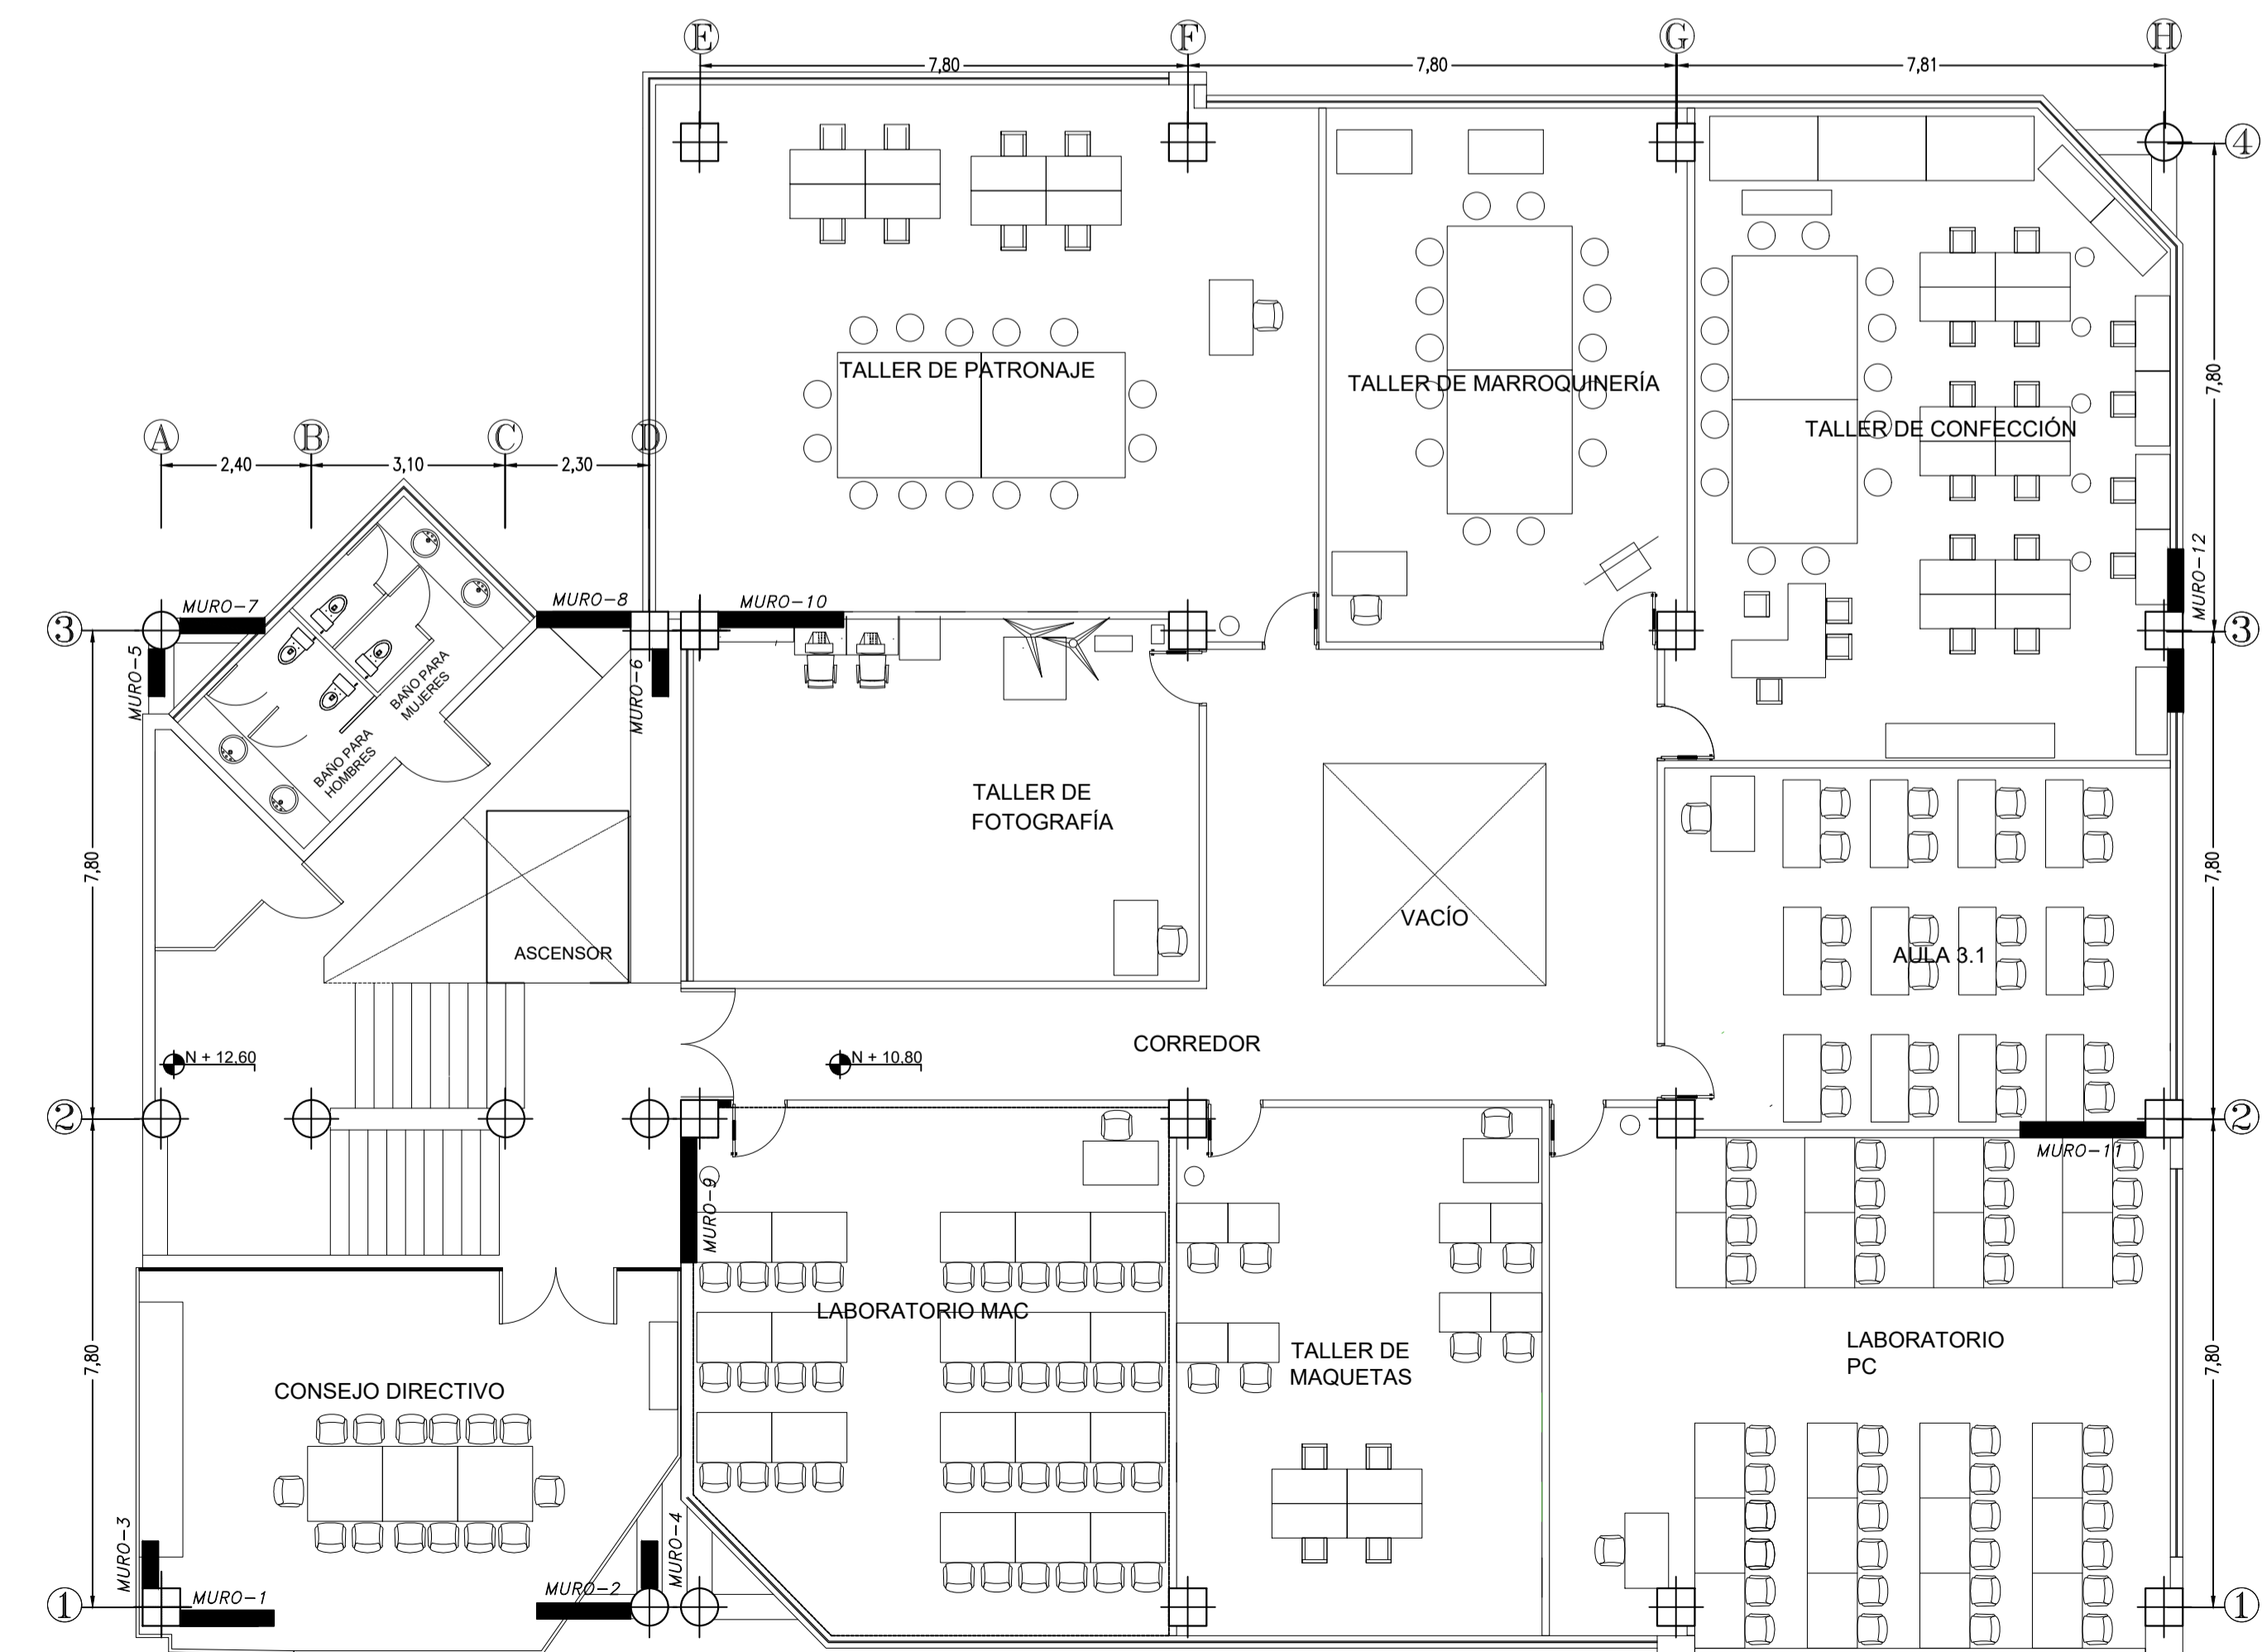 E
F
G
H
7,80
7,80
7,81
4
TALLER DE PATRONAJE
TALLER DE MARROQUINERÍA
TALLER DE CONFECCIÓN
7,80
A
B
C
D
2,40
3,10
2,30
MURO-7
MURO-8
MURO-10
MURO-12
3
3
MURO-5
MURO-6
BAÑO PARA
MUJERES
BAÑO PARA
HOMBRES
TALLER DE
FOTOGRAFÍA
7,80
7,80
VACÍO
ASCENSOR
AULA 3.1
CORREDOR
N + 12.60
N + 10.80
2
2
MURO-11
MURO-9
LABORATORIO MAC
TALLER DE
MAQUETAS
LABORATORIO
PC
7,80
7,80
CONSEJO DIRECTIVO
MURO-3
MURO-4
MURO-1
MURO-2
1
1